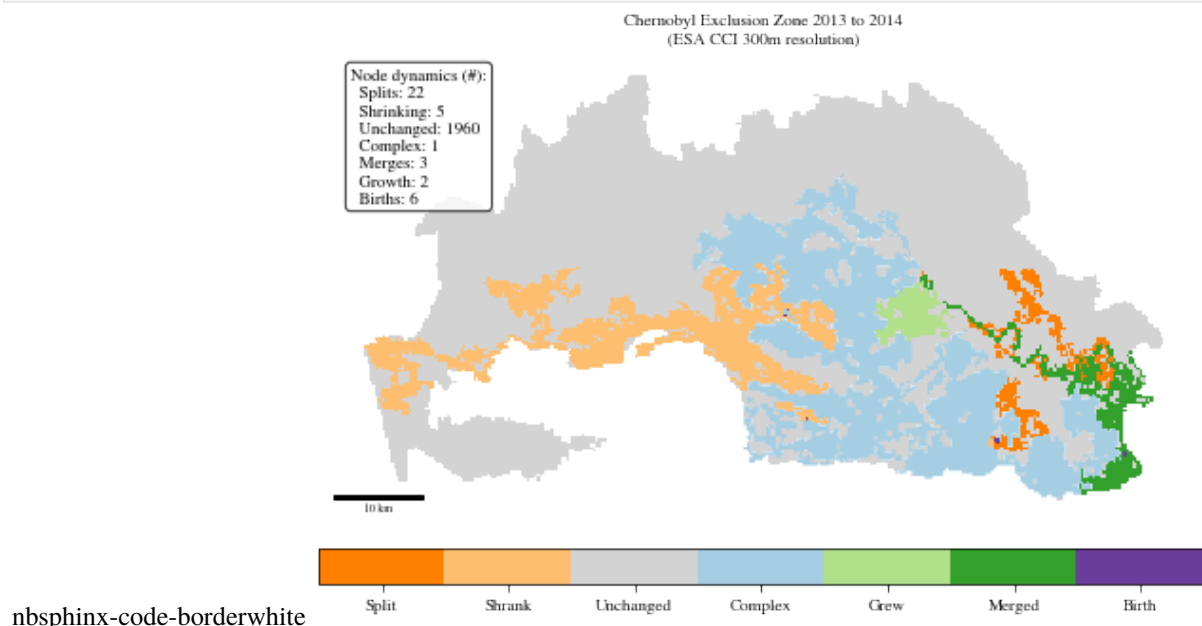 Chernobyl Exclusion Zone 2013 to 2014
(ESA CCI 300m resolution)
Node dynamics (#):
Splits: 22
Shrinking: 5
Unchanged: 1960
Complex: 1
Merges: 3
Growth: 2
Births: 6
10 km
Split Shrank Unchanged Complex Grew Merged Birth
nbsphinx-code-borderwhite